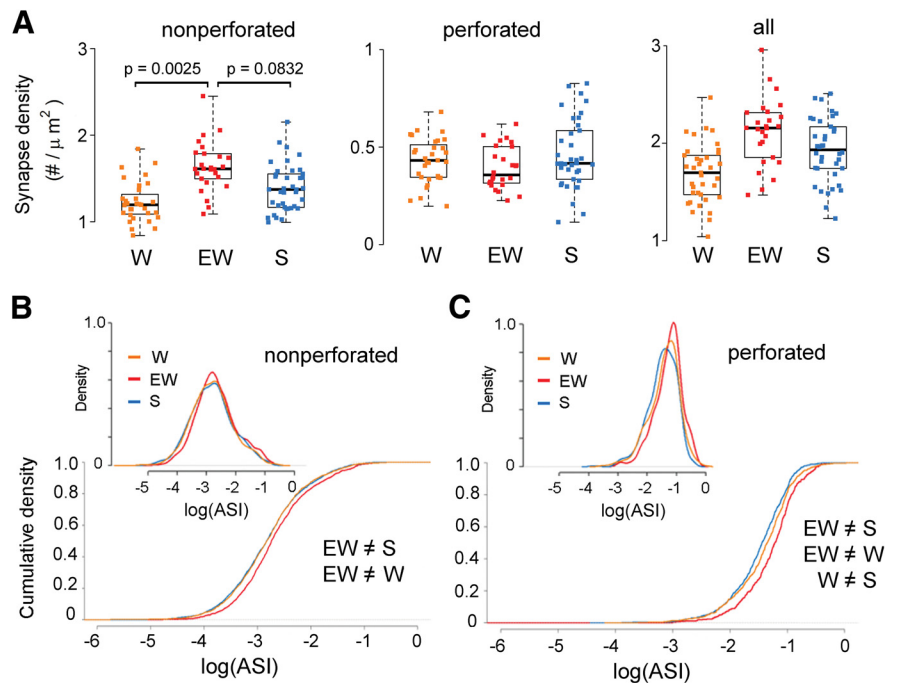 A
nonperforated
perforated
all
Synapse density
(# / μ m²)
3
2
1
p = 0.0025
p = 0.0832
W
EW
S
1
0.5
0
W
EW
S
3
2
1
W
EW
S
B
nonperforated
Density
1.0
0
W
EW
S
-5
-4
-3
-2
-1
0
log(ASI)
Cumulative density
1.0
0.8
0.6
0.4
0.2
0
EW ≠ S
EW ≠ W
-6
-5
-4
-3
-2
-1
0
log(ASI)
C
perforated
Density
1.0
0
W
EW
S
-5
-4
-3
-2
-1
0
log(ASI)
1.0
0.8
0.6
0.4
0.2
0
EW ≠ S
EW ≠ W
W ≠ S
-6
-5
-4
-3
-2
-1
0
log(ASI)